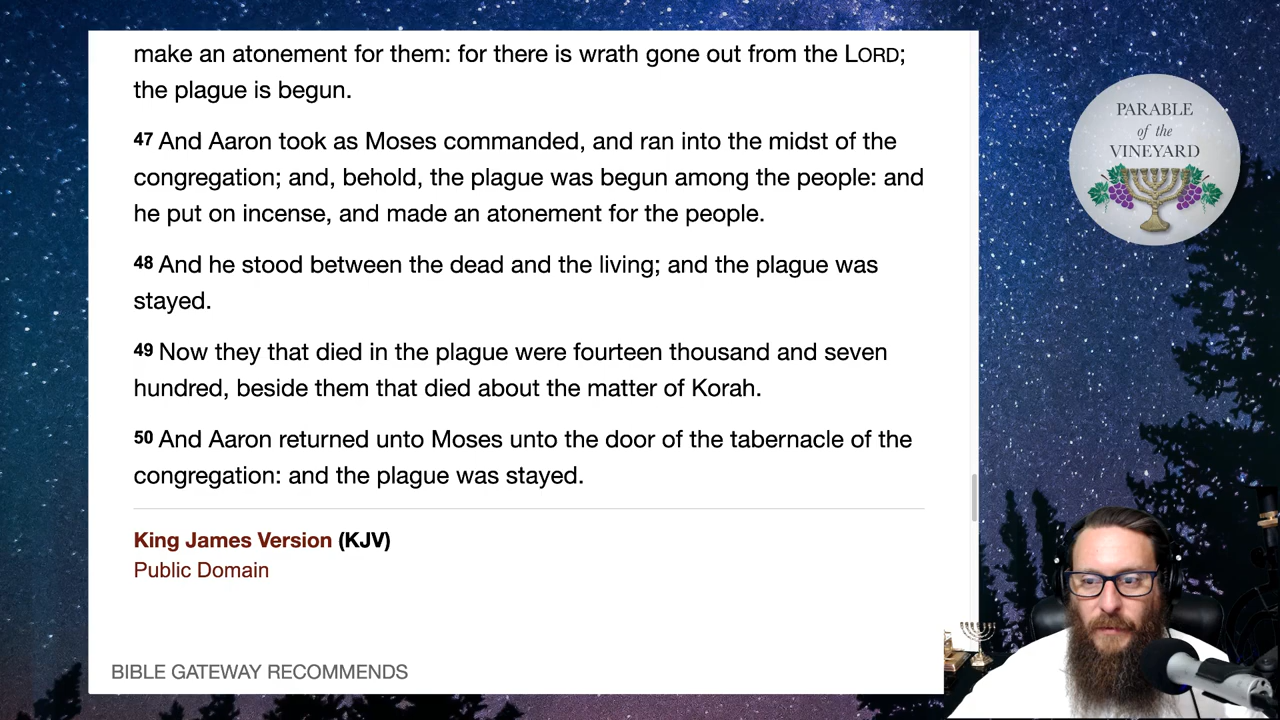 make an atonement for them: for there is wrath gone out from the LORD;
the plague is begun.
47 And Aaron took as Moses commanded, and ran into the midst of the
congregation; and, behold, the plague was begun among the people: and
he put on incense, and made an atonement for the people.
48 And he stood between the dead and the living; and the plague was
stayed.
49 Now they that died in the plague were fourteen thousand and seven
hundred, beside them that died about the matter of Korah.
50 And Aaron returned unto Moses unto the door of the tabernacle of the
congregation: and the plague was stayed.
King James Version (KJV)
Public Domain
BIBLE GATEWAY RECOMMENDS
PARABLE
of the
VINEYARD